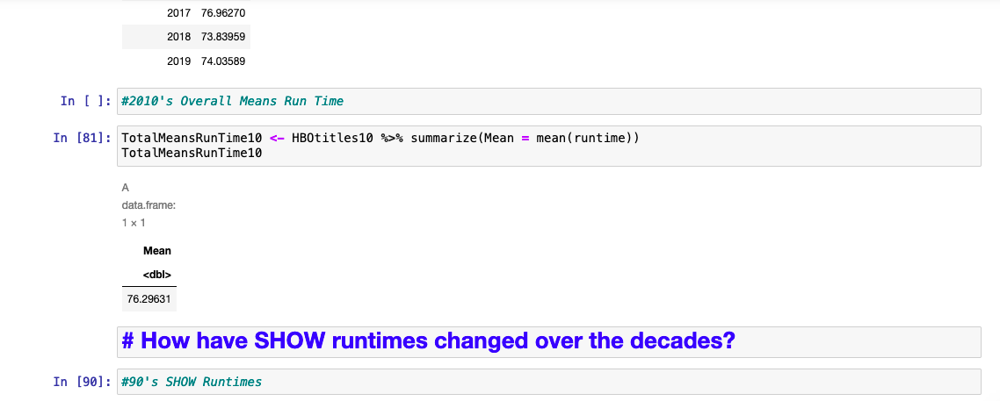 2017 76.96270
2018 73.83959
2019 74.03589
In [ ]: #2010's Overall Means Run Time
In [81]: TotalMeansRunTime10 <- HBOtitles10 %>% summarize(Mean = mean(runtime))
TotalMeansRunTime10
A
data.frame:
1 × 1
Mean
<dbl>
76.29631
# How have SHOW runtimes changed over the decades?
In [90]: #90's SHOW Runtimes